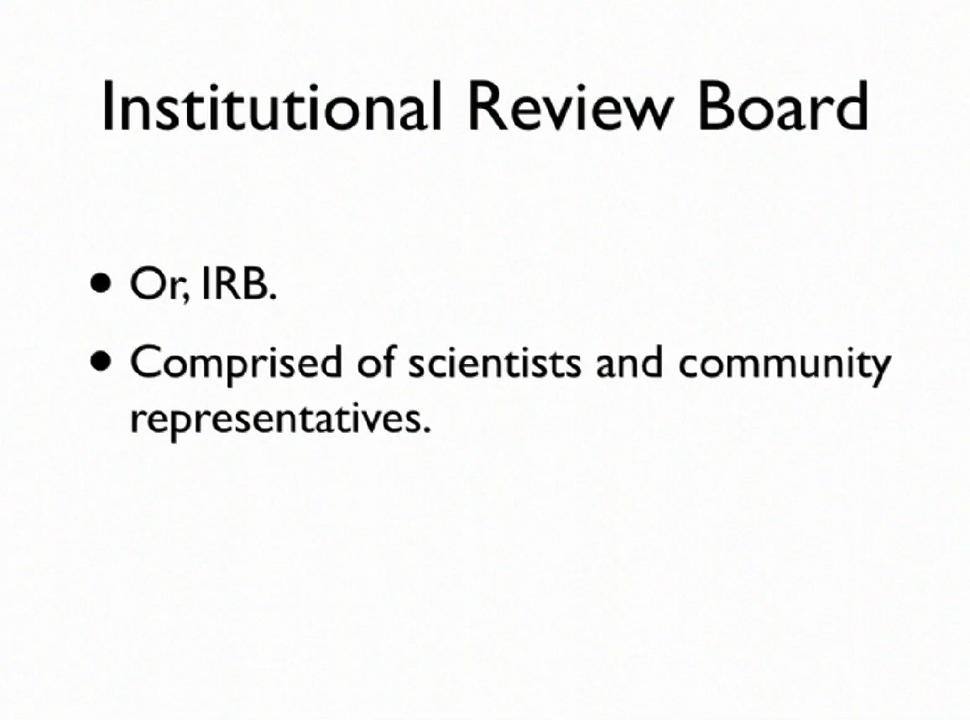 Institutional Review Board
• Or, IRB.
• Comprised of scientists and community
representatives.